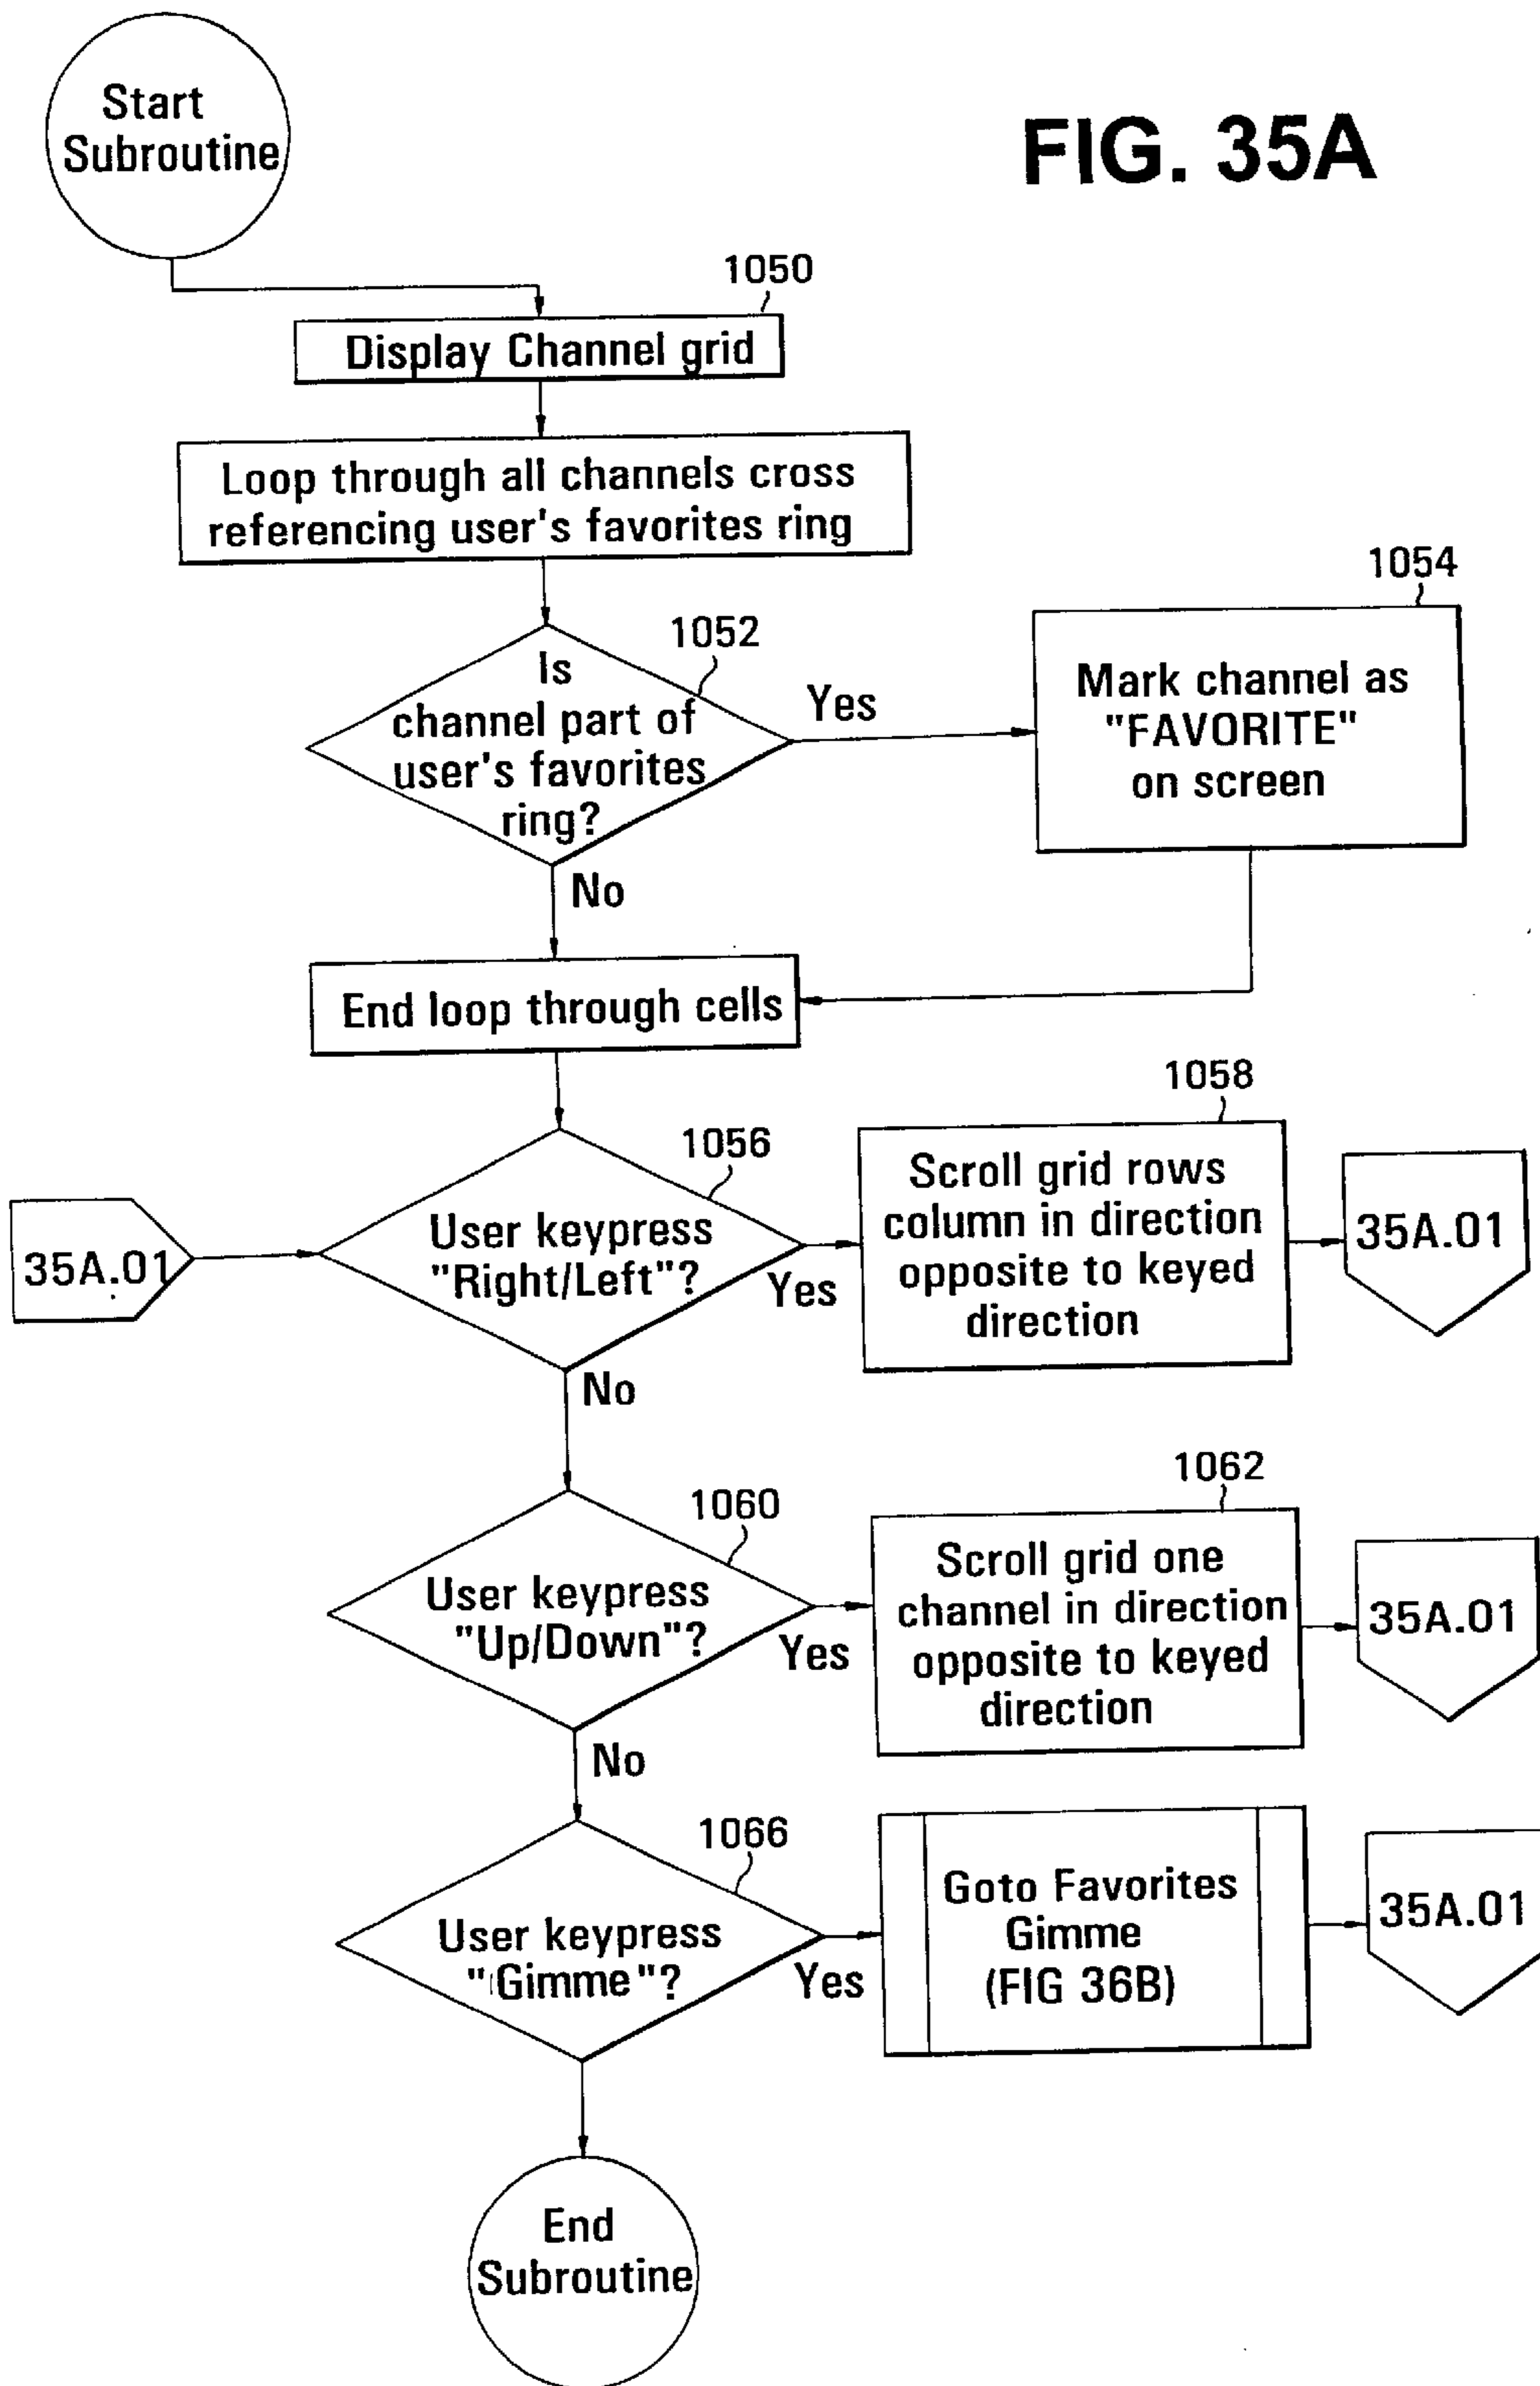 Start
Subroutine
FIG. 35A
1050
Display Channel grid
Loop through all channels cross
referencing user's favorites ring
1052
Is
channel part of
user's favorites
ring?
Yes
No
1054
Mark channel as
"FAVORITE"
on screen
End loop through cells
35A.01
1056
User keypress
"Right/Left"?
Yes
No
1058
Scroll grid rows
column in direction
opposite to keyed
direction
35A.01
1060
User keypress
"Up/Down"?
Yes
No
1062
Scroll grid one
channel in direction
opposite to keyed
direction
35A.01
1066
User keypress
"Gimme"?
Yes
Goto Favorites
Gimme
(FIG 36B)
35A.01
End
Subroutine